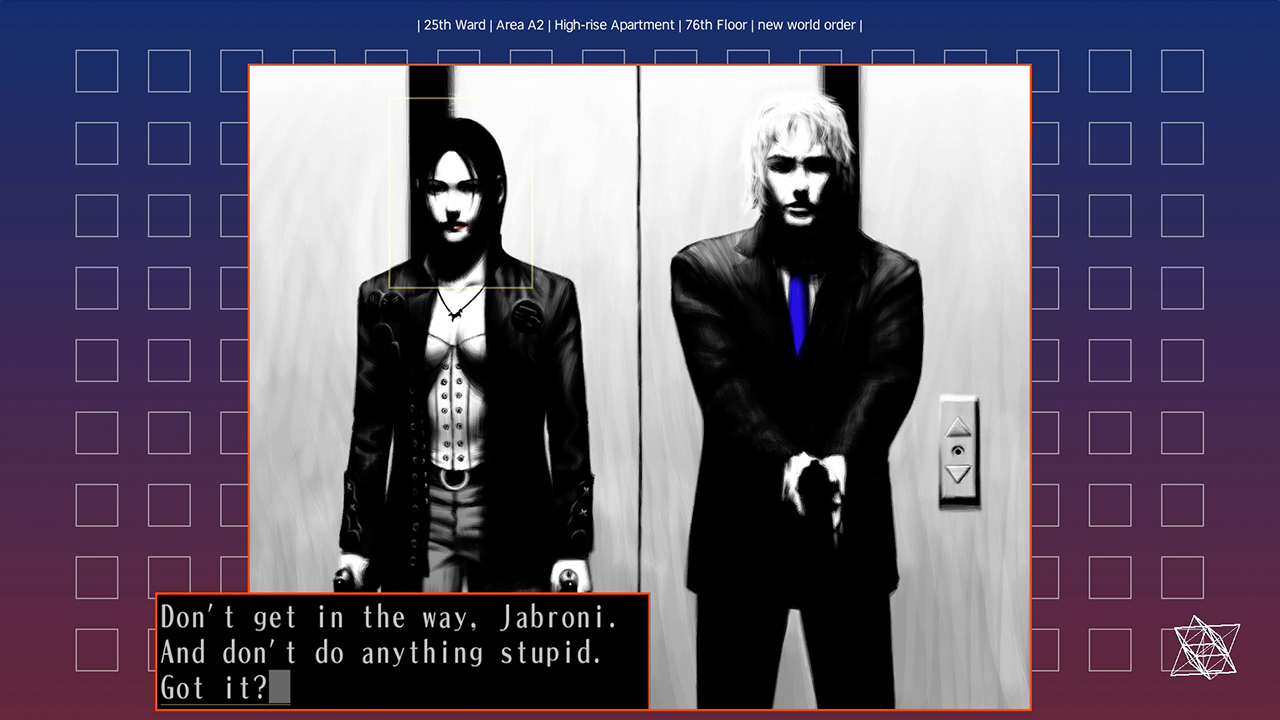 | 25th Ward | Area A2 | High-rise Apartment | 76th Floor | new world order |
Don't get in the way, Jabroni.
And don't do anything stupid.
Got it?